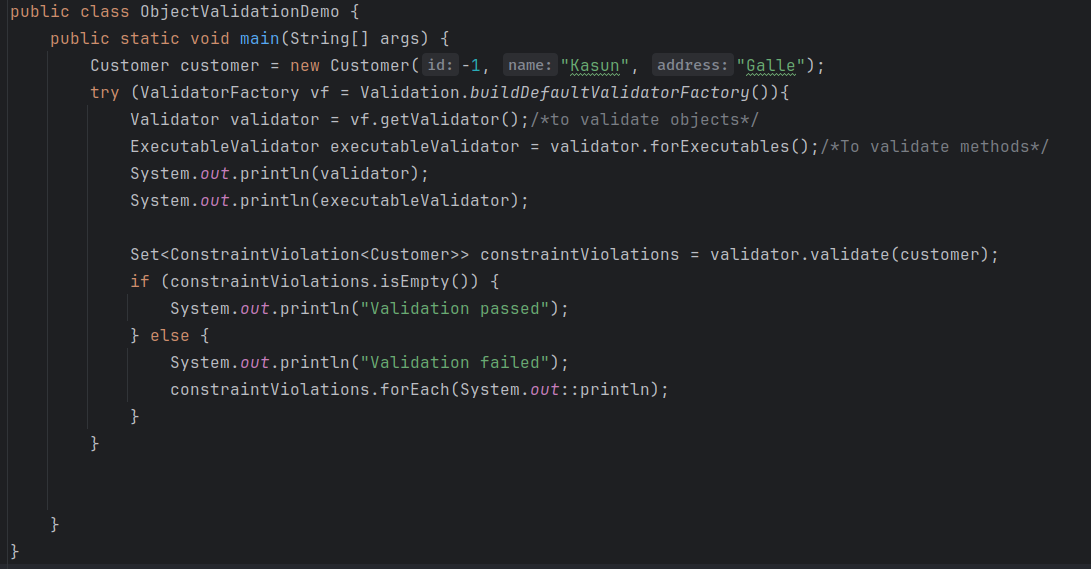 public class ObjectValidationDemo {
    public static void main(String[] args) {
        Customer customer = new Customer( id: -1, name: "Kasun", address: "Galle");
        try (ValidatorFactory vf = Validation.buildDefaultValidatorFactory()){
            Validator validator = vf.getValidator();/*to validate objects*/
            ExecutableValidator executableValidator = validator.forExecutables();/*To validate methods*/
            System.out.println(validator);
            System.out.println(executableValidator);

            Set<ConstraintViolation<Customer>> constraintViolations = validator.validate(customer);
            if (constraintViolations.isEmpty()) {
                System.out.println("Validation passed");
            } else {
                System.out.println("Validation failed");
                constraintViolations.forEach(System.out::println);
            }
        }


    }
}